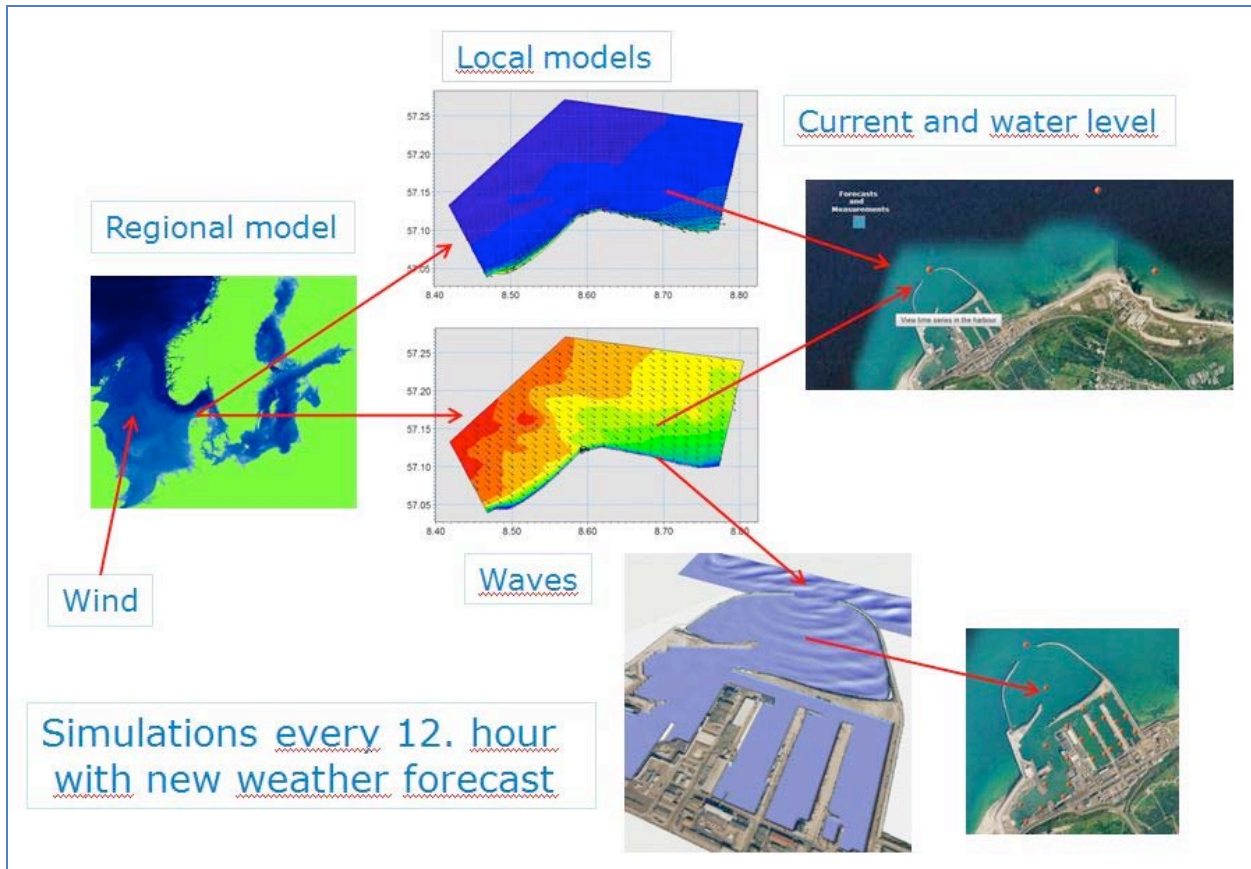 Local models
Current and water level
Regional model
57.25
57.20
57.15
57.10
57.05
8.40
8.50
8.60
8.70
8.80
Forecasts
and
Measurements
View time series in the harbour
57.25
57.20
57.15
57.10
57.05
8.40
8.50
8.60
8.70
8.80
Wind
Waves
Simulations every 12. hour
with new weather forecast